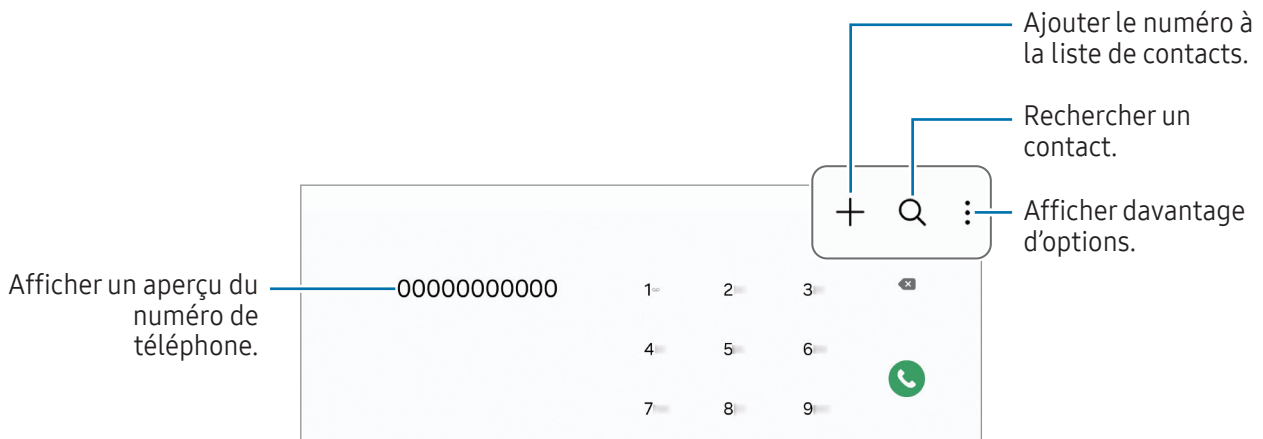 Ajouter le numéro à
la liste de contacts.
Rechercher un
contact.
Afficher davantage
d'options.
Afficher un aperçu du
numéro de
téléphone.
00000000000
1 2 3
4 5 6
7 8 9